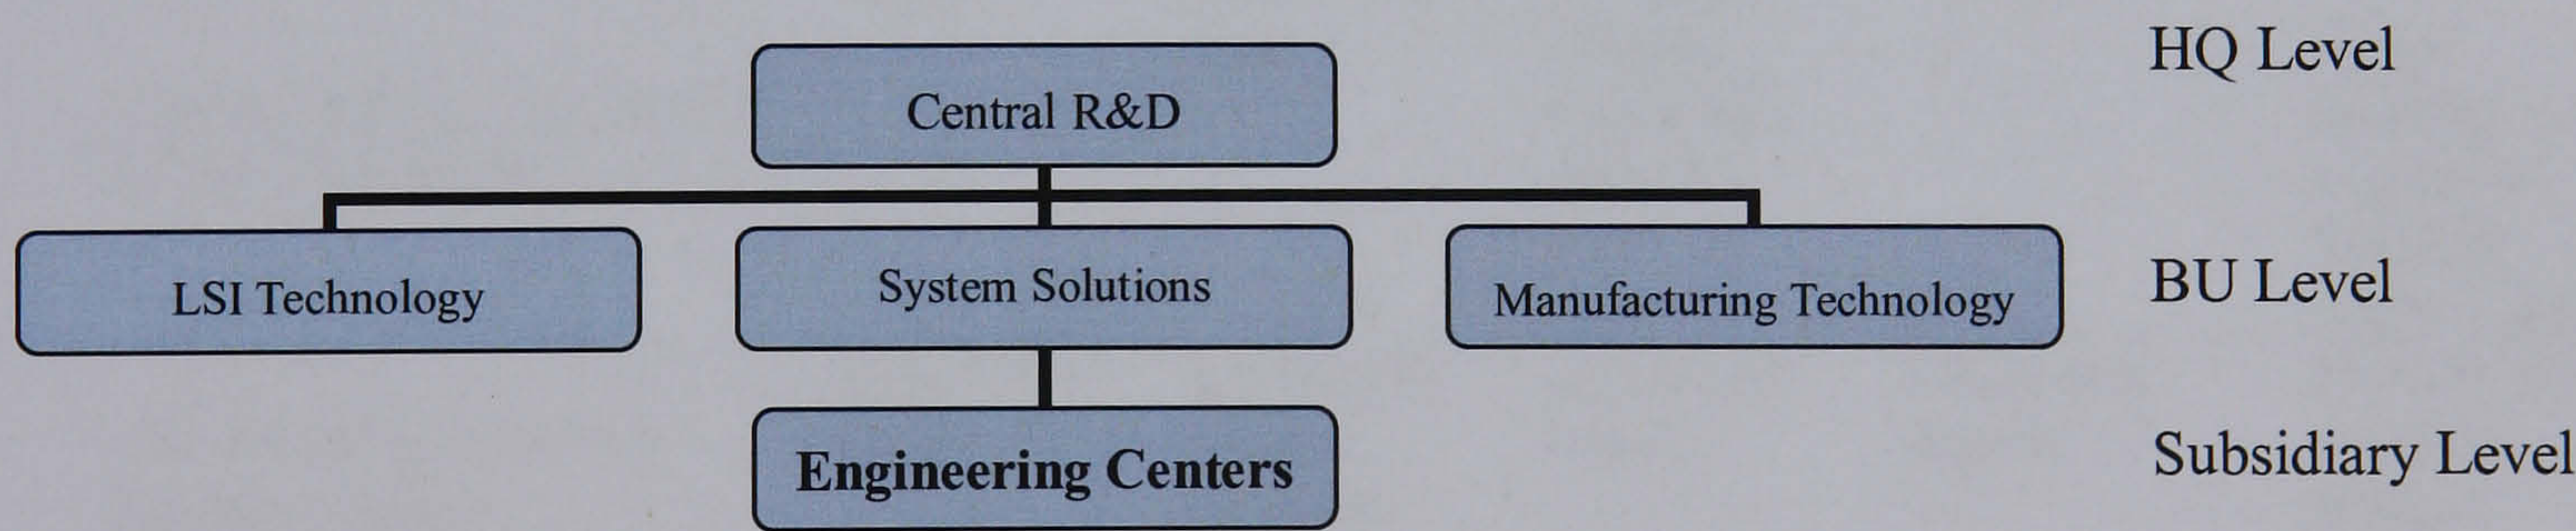 HQ Level
Central R&D
LSI Technology
System Solutions
Manufacturing Technology
BU Level
Engineering Centers
Subsidiary Level